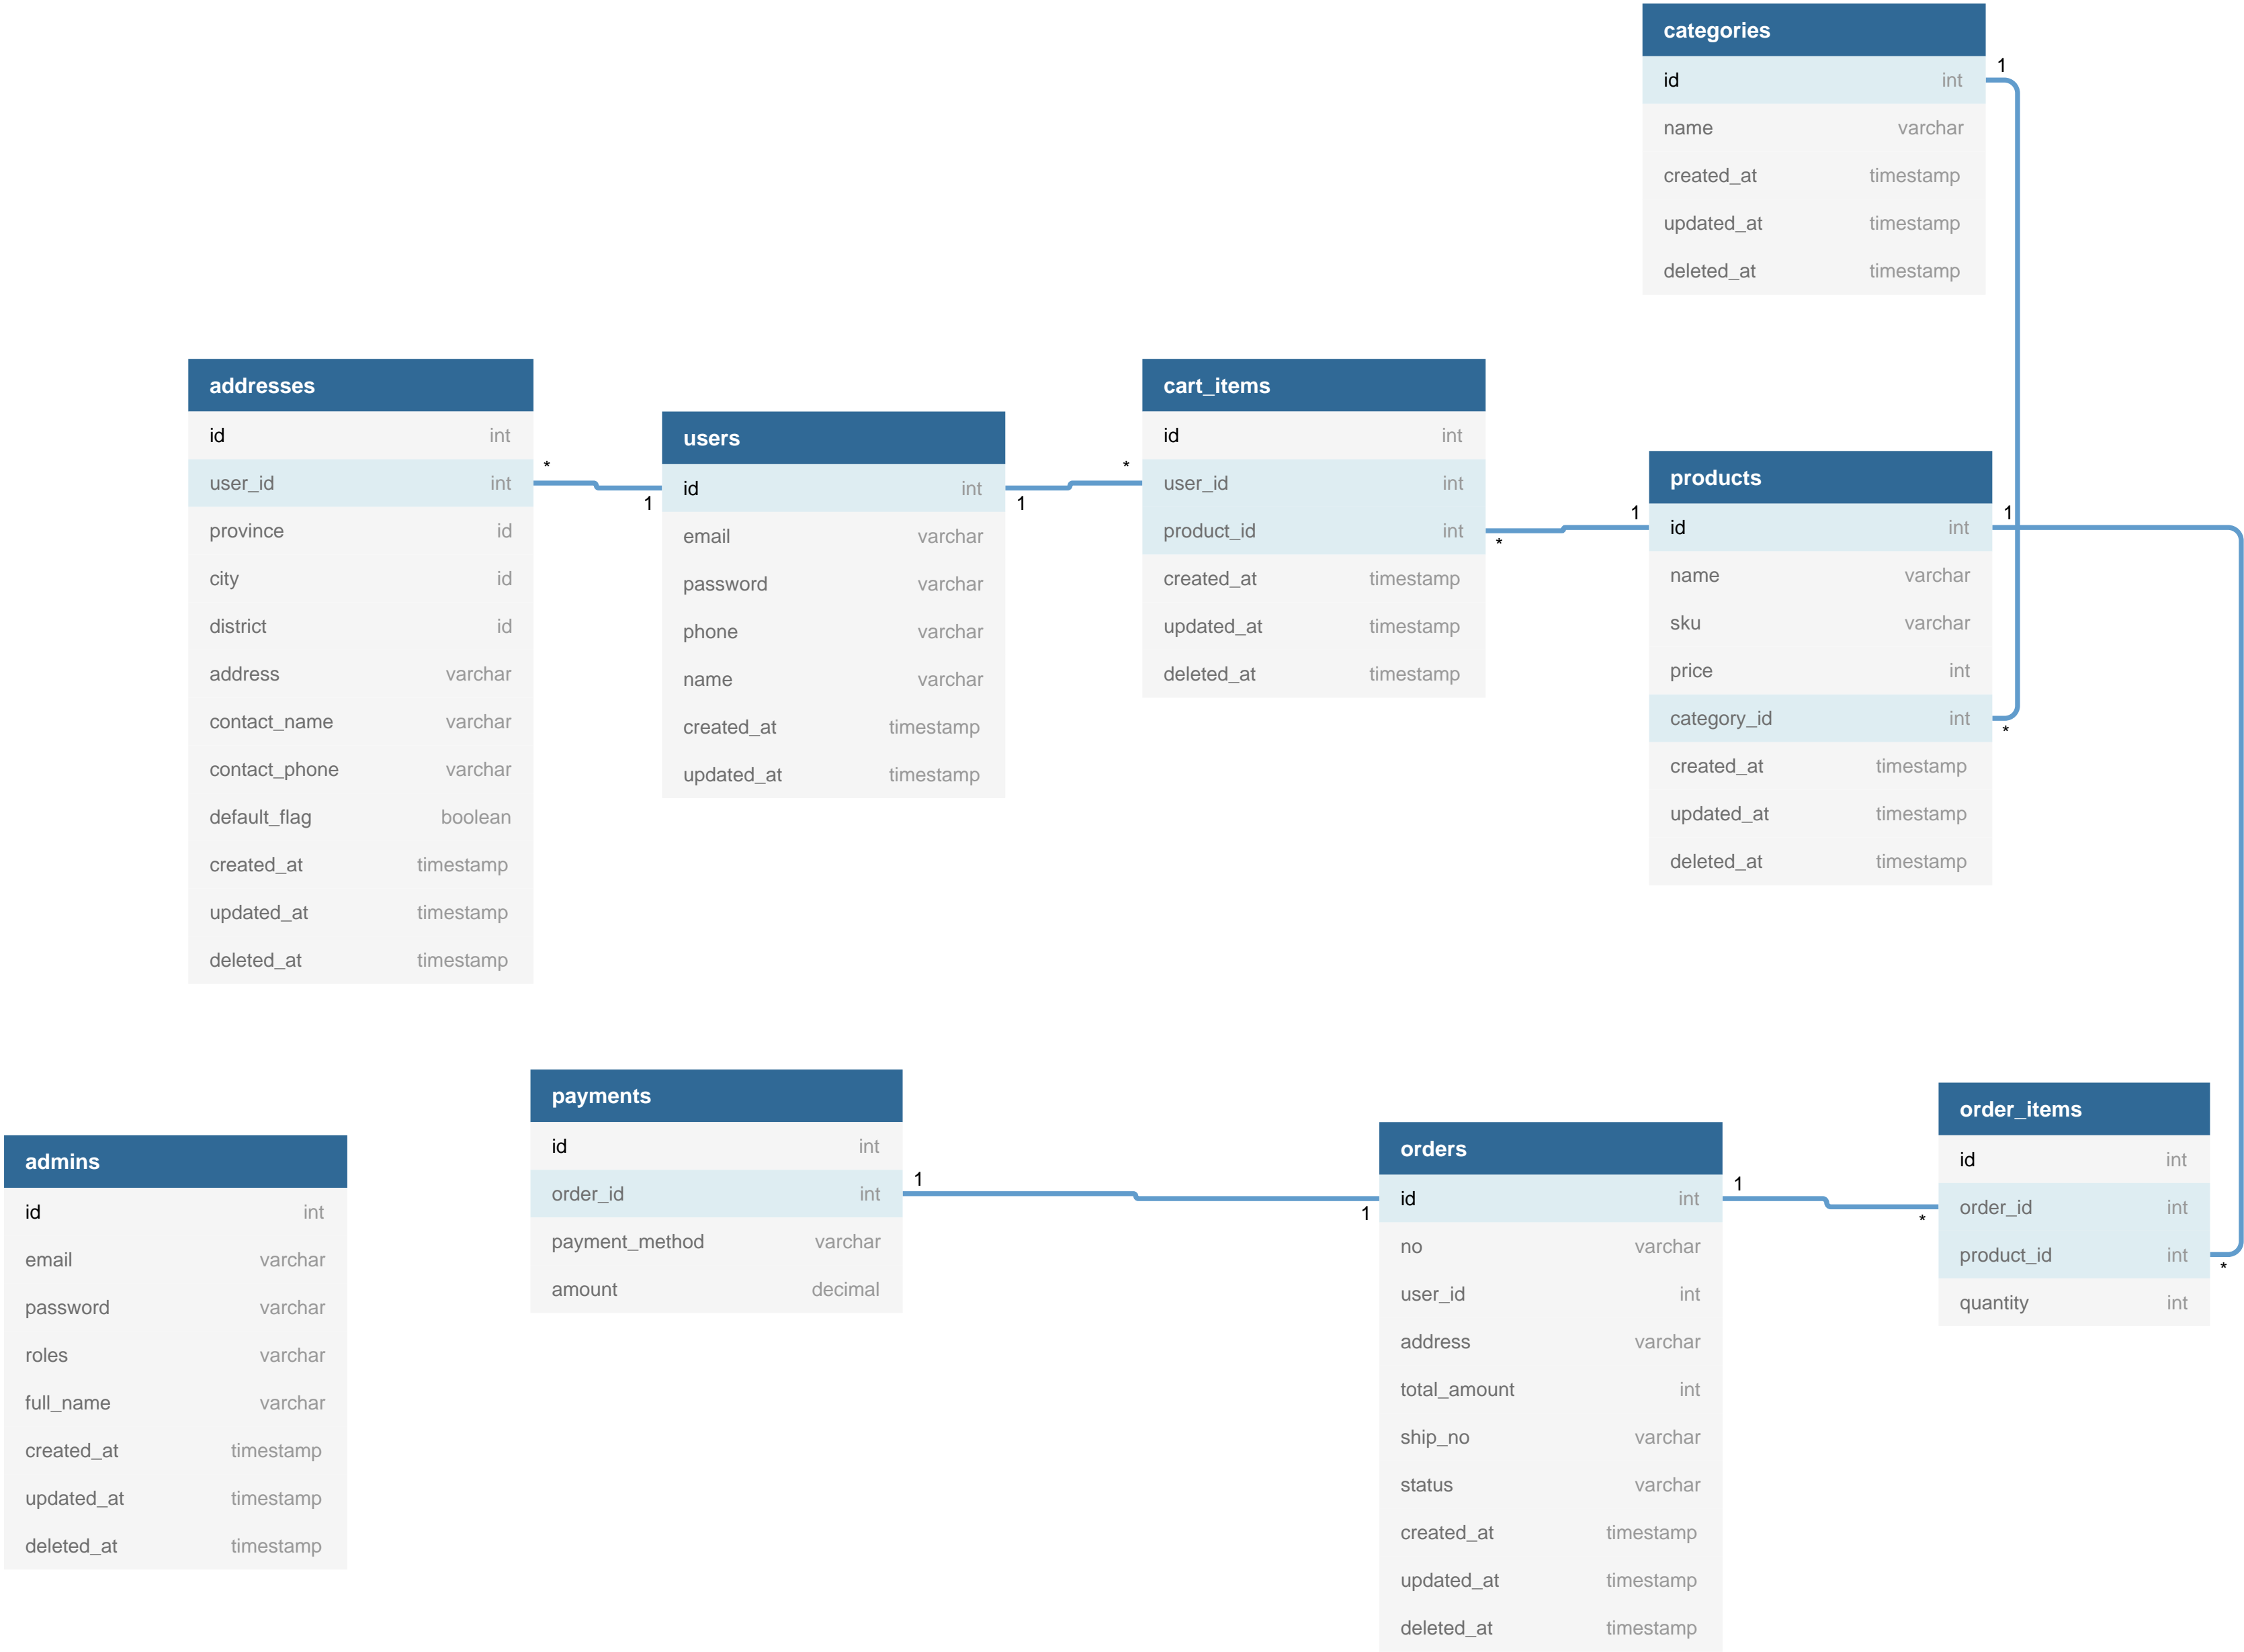 categories
id int
name varchar
created_at timestamp
updated_at timestamp
deleted_at timestamp
1
addresses
id int
user_id int
province id
city id
district id
address varchar
contact_name varchar
contact_phone varchar
default_flag boolean
created_at timestamp
updated_at timestamp
deleted_at timestamp
*
1
users
id int
email varchar
password varchar
phone varchar
name varchar
created_at timestamp
updated_at timestamp
1
*
cart_items
id int
user_id int
product_id int
created_at timestamp
updated_at timestamp
deleted_at timestamp
*
1
products
id int
name varchar
sku varchar
price int
category_id int
created_at timestamp
updated_at timestamp
deleted_at timestamp
1
*
admins
id int
email varchar
password varchar
roles varchar
full_name varchar
created_at timestamp
updated_at timestamp
deleted_at timestamp
payments
id int
order_id int
payment_method varchar
amount decimal
1
1
orders
id int
no varchar
user_id int
address varchar
total_amount int
ship_no varchar
status varchar
created_at timestamp
updated_at timestamp
deleted_at timestamp
1
*
order_items
id int
order_id int
product_id int
quantity int
*